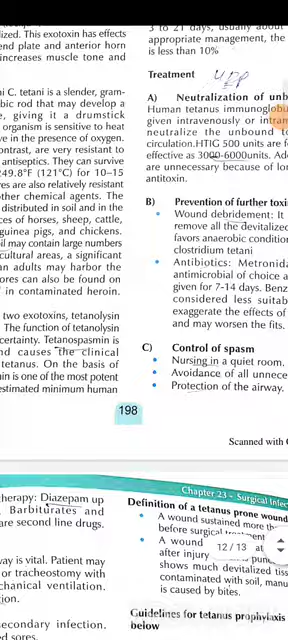 lized. This exotoxin has effects
end plate and anterior horn
increases muscle tone and
i C. tetani is a slender, gram-
bic rod that may develop a
e, giving it a drumstick
organism is sensitive to heat
ve in the presence of oxygen.
ontrast, are very resistant to
antiseptics. They can survive
249.8°F (121°C) for 10–15
res are also relatively resistant
other chemical agents. The
distributed in soil and in the
ces of horses, sheep, cattle,
guinea pigs, and chickens.
il may contain large numbers
cultural areas, a significant
an adults may harbor the
ores can also be found on
in contaminated heroin.
two exotoxins, tetanolysin
The function of tetanolysin
certainty. Tetanospasmin is
nd causes the clinical
tetanus. On the basis of
in is one of the most potent
estimated minimum human
3 to 21 days, usually about
appropriate management, the
is less than 10%
Treatment
A) Neutralization of unb
Human tetanus immunoglobu
given intravenously or intram
neutralize the unbound to
circulation.HTIG 500 units are
effective as 3000-6000units. Ad
are unnecessary because of lon
antitoxin.
B) Prevention of further toxi
• Wound debridement: It
remove all the devitalized
favors anaerobic condition
clostridium tetani
• Antibiotics: Metronida
antimicrobial of choice a
given for 7-14 days. Benz
considered less suitab
exaggerate the effects of
and may worsen the fits.
C) Control of spasm
• Nursing in a quiet room.
• Avoidance of all unnece
• Protection of the airway.
198
Scanned with
Chapter 23 - Surgical Infec
herapy: Diazepam up
Barbitürates and
are second line drugs.
way is vital. Patient may
or tracheostomy with
chanical ventilation.
tion.
econdary infection.
d sores.
Definition of a tetanus prone wound
• A wound sustained more th
before surgical
• A wound
after injury
shows much devitalized tiss
contaminated with soil, manu
is caused by bites.
12 / 13
Guidelines for tetanus prophylaxis
below